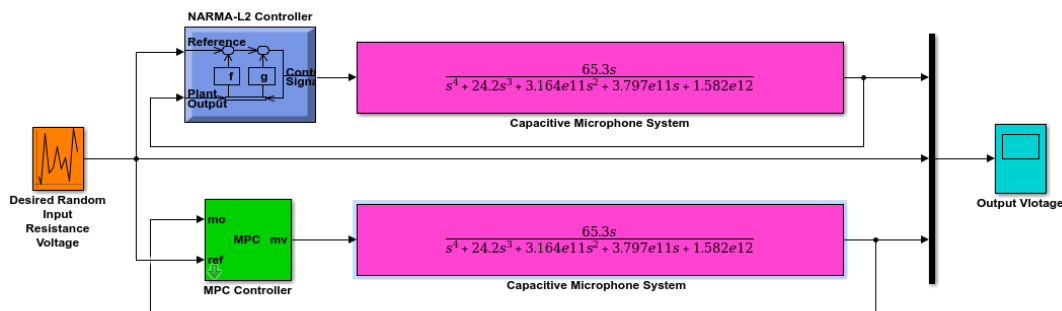 NARMA-L2 Controller
Reference
f
g
Plant
Output
65.3s
s⁴ + 24.2s³ + 3.164e11s² + 3.797e11s + 1.582e12
Capacitive Microphone System
Desired Random
Input
Resistance
Voltage
Output Vlotage
mo
MPC
mv
ref
MPC Controller
65.3s
s⁴ + 24.2s³ + 3.164e11s² + 3.797e11s + 1.582e12
Capacitive Microphone System